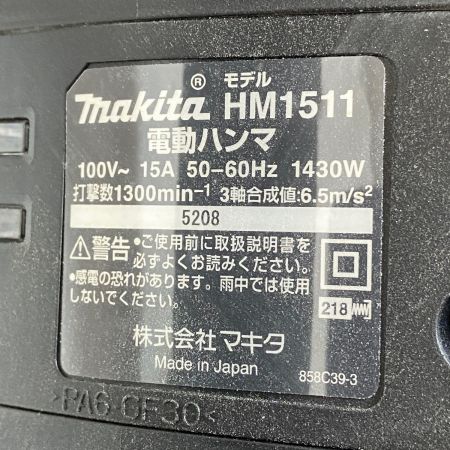 モデル
makita® HM1511
電動ハンマ
100V~ 15A 50-60Hz 1430W
打撃数1300min⁻¹ 3軸合成値:6.5m/s²
5208
⚠警告 •ご使用前に取扱説明書を
必ずよくお読みください。
•感電の恐れがあります。雨中では使用
しないでください。
218
株式会社マキタ
Made in Japan
858C39-3
>PA6-GF30<